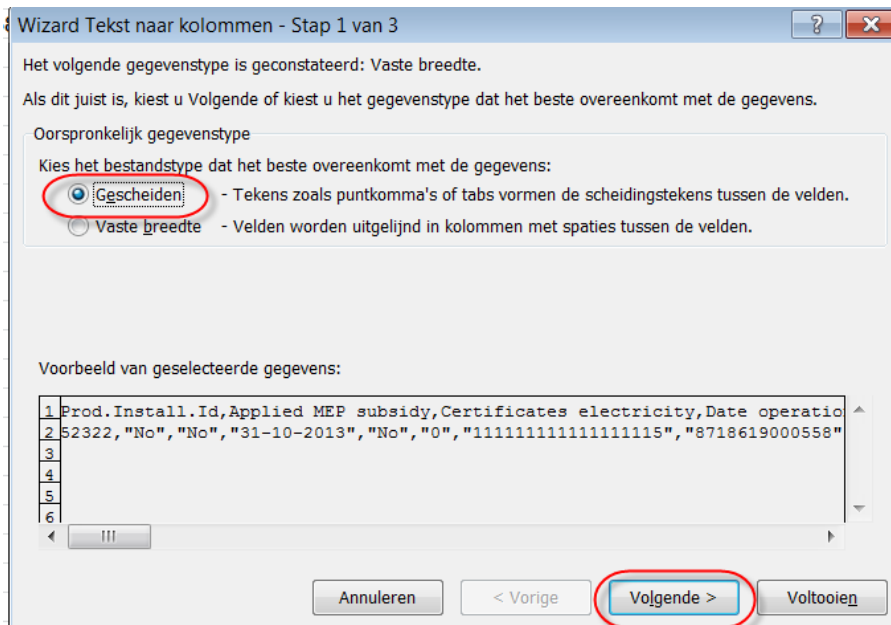 Wizard Tekst naar kolommen - Stap 1 van 3
Het volgende gegevenstype is geconstateerd: Vaste breedte.
Als dit juist is, kiest u Volgende of kiest u het gegevenstype dat het beste overeenkomt met de gegevens.
Oorspronkelijk gegevenstype
Kies het bestandstype dat het beste overeenkomt met de gegevens:
Gescheiden - Tekens zoals puntkomma's of tabs vormen de scheidingstekens tussen de velden.
Vaste breedte - Velden worden uitgelijnd in kolommen met spaties tussen de velden.
Voorbeeld van geselecteerde gegevens:
1 Prod.Install.Id,Applied MEP subsidy,Certificates electricity,Date operatio
2 52322,"No","No","31-10-2013","No","0","111111111111111115","8718619000558"
3
4
5
6
Annuleren < Vorige Volgende > Voltooien